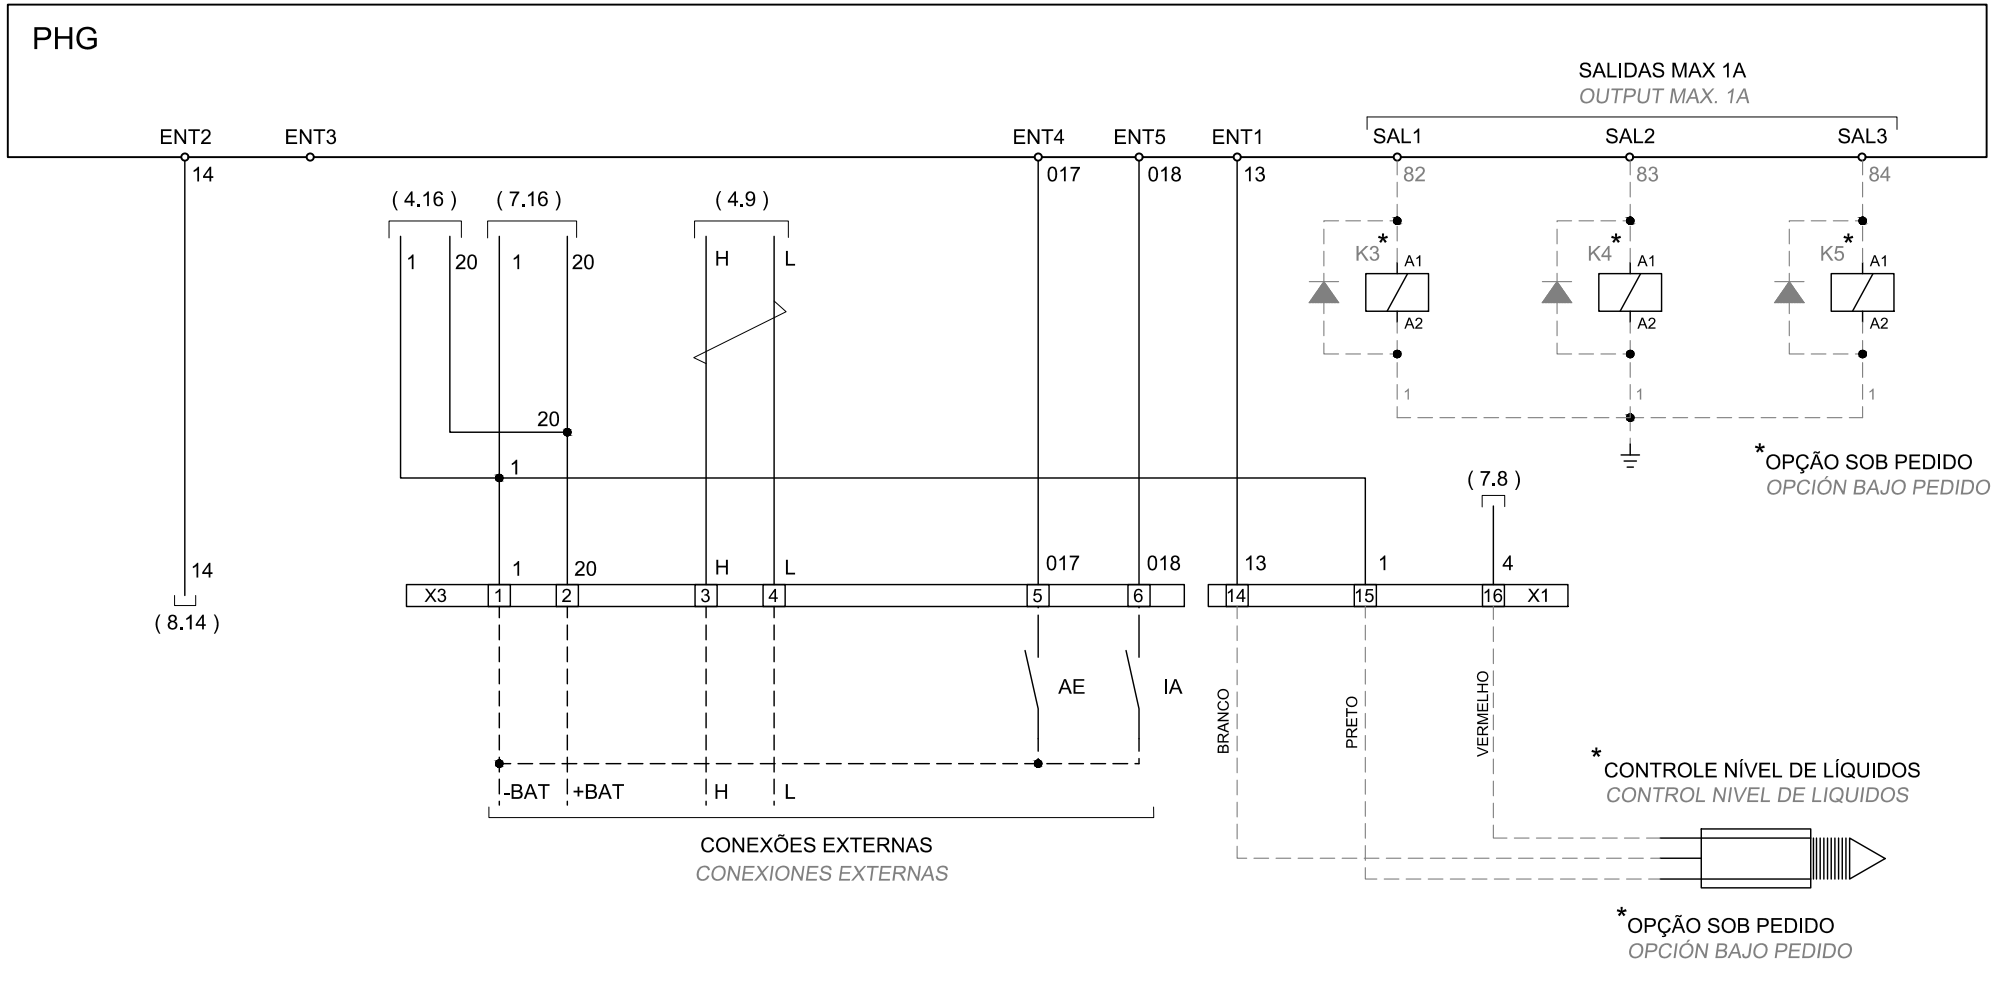 PHG
SALIDAS MAX 1A
OUTPUT MAX. 1A
ENT2 ENT3 ENT4 ENT5 ENT1 SAL1 SAL2 SAL3
14 017 018 13 82 83 84
( 4.16 ) ( 7.16 ) ( 4.9 )
1 20 1 20 H L
* K3 A1 * K4 A1 * K5 A1
A2 A2 A2
1 1 1
20
1
*OPÇÃO SOB PEDIDO
OPCIÓN BAJO PEDIDO
( 7.8 )
14 1 20 H L 017 018 13 1 4
X3 1 2 3 4 5 6 14 15 16 X1
( 8.14 )
AE IA
BRANCO
PRETO
VERMELHO
-BAT +BAT H L
CONEXÕES EXTERNAS
CONEXIONES EXTERNAS
*CONTROLE NÍVEL DE LÍQUIDOS
CONTROL NIVEL DE LIQUIDOS
*OPÇÃO SOB PEDIDO
OPCIÓN BAJO PEDIDO